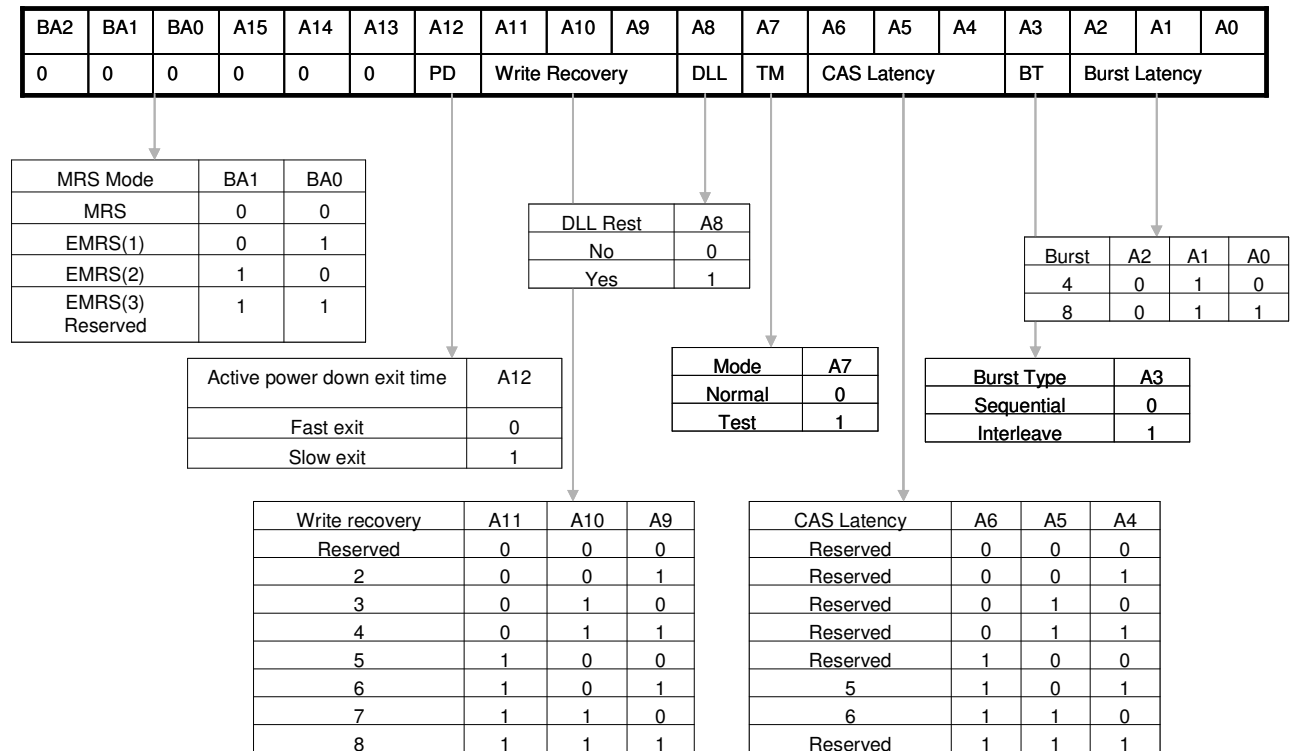 BA2 BA1 BA0 A15 A14 A13 A12 A11 A10 A9 A8 A7 A6 A5 A4 A3 A2 A1 A0
0 0 0 0 0 0 PD Write Recovery DLL TM CAS Latency BT Burst Latency
MRS Mode BA1 BA0
MRS 0 0
EMRS(1) 0 1
EMRS(2) 1 0
EMRS(3)
Reserved 1 1
DLL Rest A8
No 0
Yes 1
Burst A2 A1 A0
4 0 1 0
8 0 1 1
Active power down exit time A12
Fast exit 0
Slow exit 1
Mode A7
Normal 0
Test 1
Burst Type A3
Sequential 0
Interleave 1
Write recovery A11 A10 A9
Reserved 0 0 0
2 0 0 1
3 0 1 0
4 0 1 1
5 1 0 0
6 1 0 1
7 1 1 0
8 1 1 1
CAS Latency A6 A5 A4
Reserved 0 0 0
Reserved 0 0 1
Reserved 0 1 0
Reserved 0 1 1
Reserved 1 0 0
5 1 0 1
6 1 1 0
Reserved 1 1 1